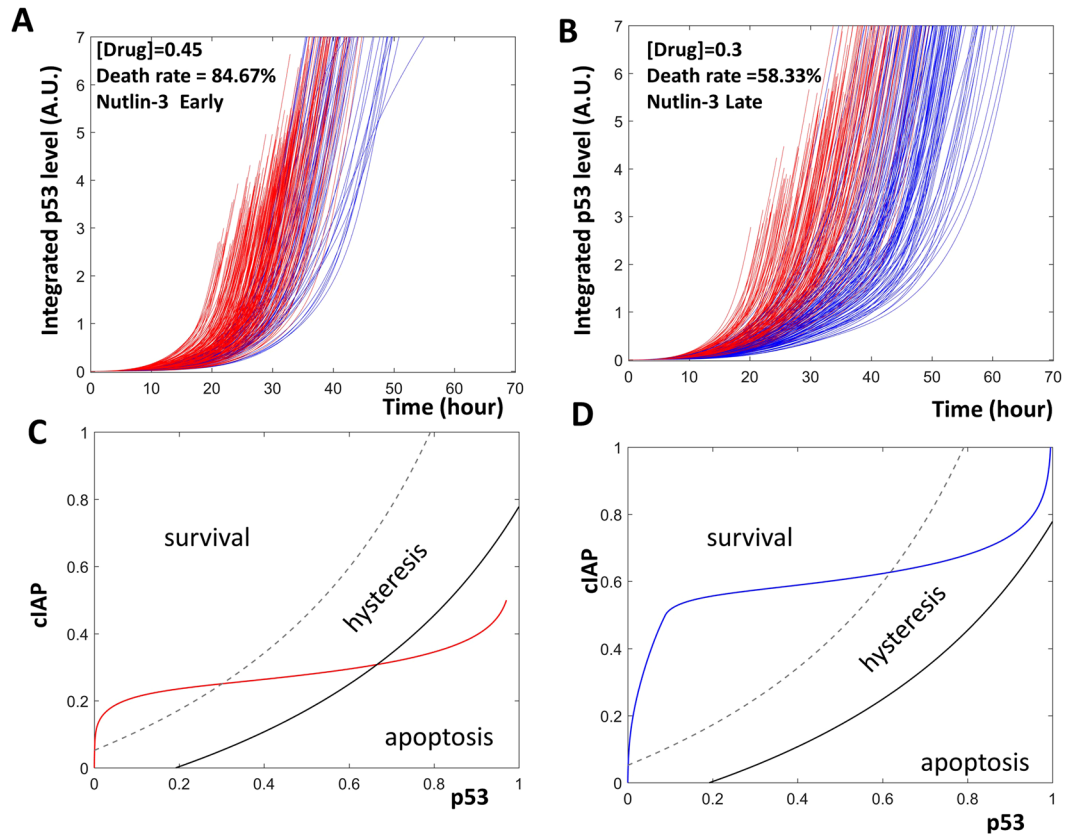 A
[Drug]=0.45
Death rate = 84.67%
Nutlin-3 Early
Integrated p53 level (A.U.)
7
6
5
4
3
2
1
0
0 10 20 30 40 50 60 70
Time (hour)
B
[Drug]=0.3
Death rate =58.33%
Nutlin-3 Late
Integrated p53 level (A.U.)
7
6
5
4
3
2
1
0
0 10 20 30 40 50 60 70
Time (hour)
C
survival
hysteresis
apoptosis
cIAP
1
0.8
0.6
0.4
0.2
0
0 0.2 0.4 0.6 0.8 1
p53
D
survival
hysteresis
apoptosis
cIAP
1
0.8
0.6
0.4
0.2
0
0 0.2 0.4 0.6 0.8 1
p53